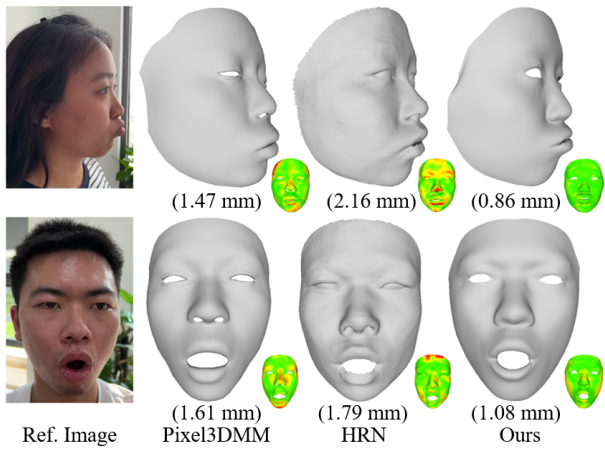 (1.47 mm) (2.16 mm) (0.86 mm)
(1.61 mm) (1.79 mm) (1.08 mm)
Ref. Image Pixel3DMM HRN Ours